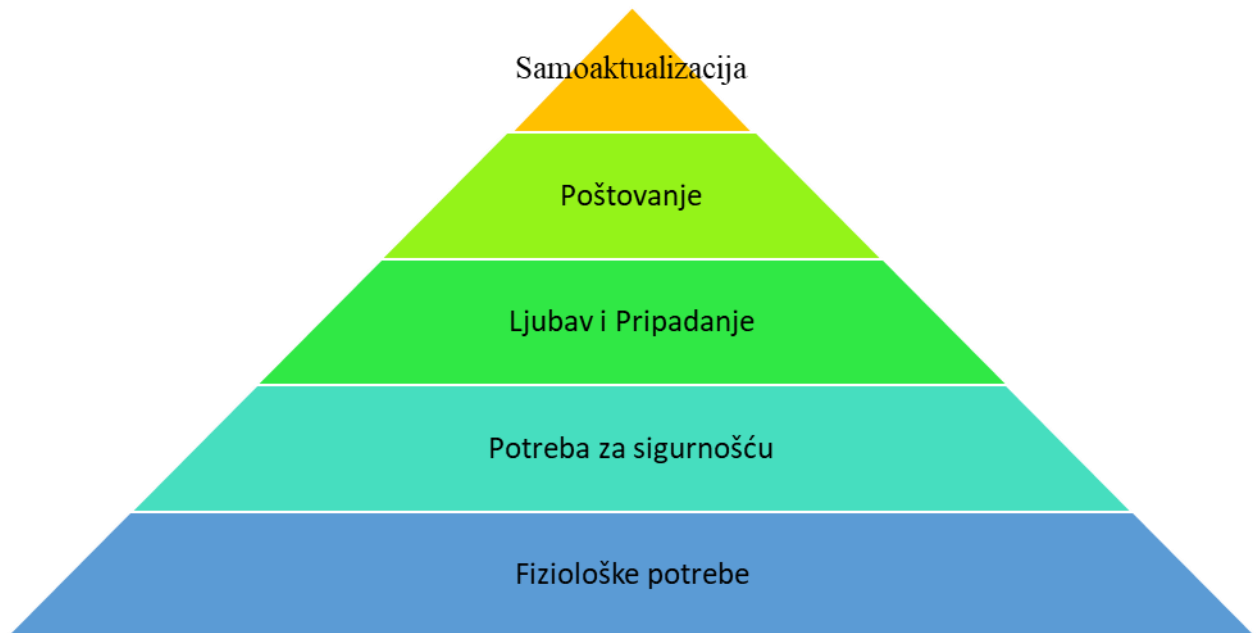 Samoaktualizacija
Poštovanje
Ljubav i Pripadanje
Potreba za sigurnošću
Fiziološke potrebe